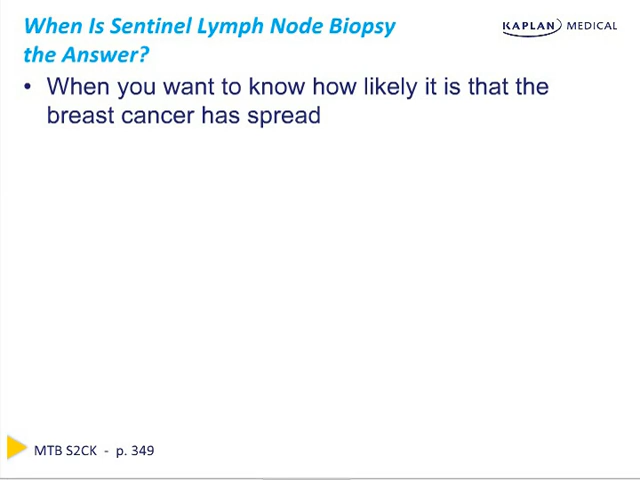 When Is Sentinel Lymph Node Biopsy
the Answer?
KAPLAN MEDICAL
• When you want to know how likely it is that the
breast cancer has spread
MTB S2CK - p. 349